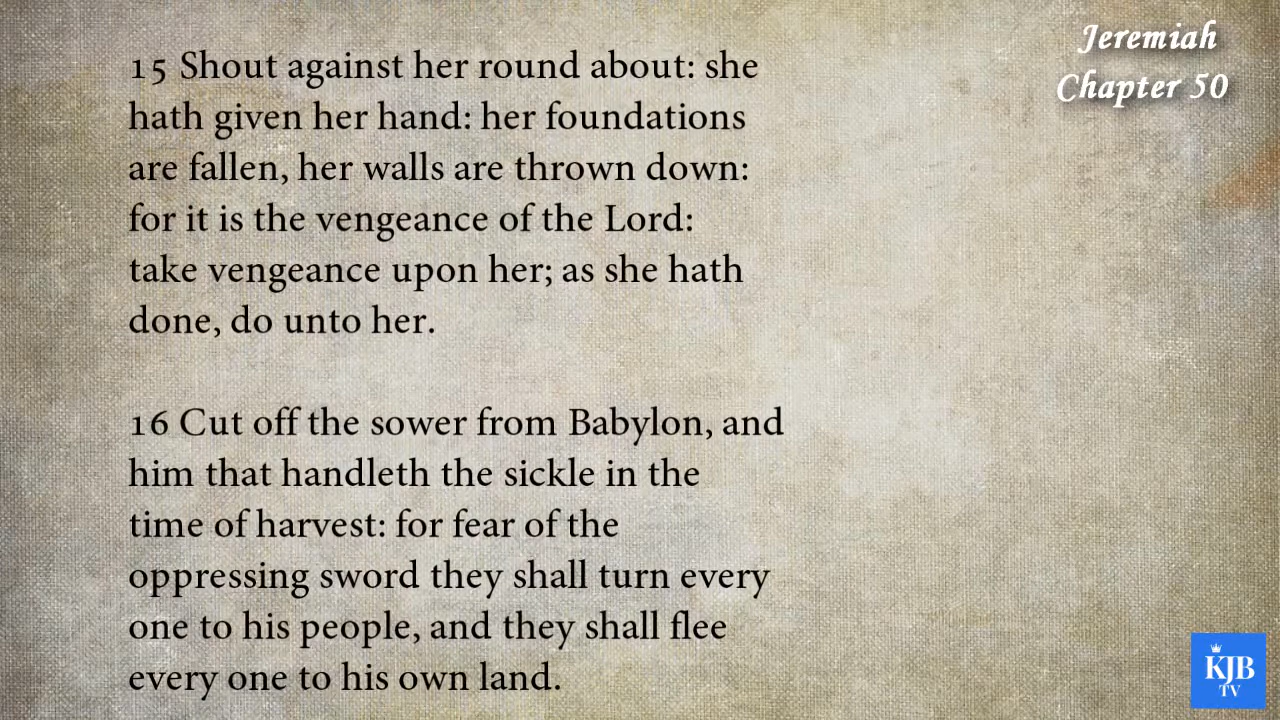 Jeremiah
Chapter 50
15 Shout against her round about: she
hath given her hand: her foundations
are fallen, her walls are thrown down:
for it is the vengeance of the Lord:
take vengeance upon her; as she hath
done, do unto her.
16 Cut off the sower from Babylon, and
him that handleth the sickle in the
time of harvest: for fear of the
oppressing sword they shall turn every
one to his people, and they shall flee
every one to his own land.
KJB
TV